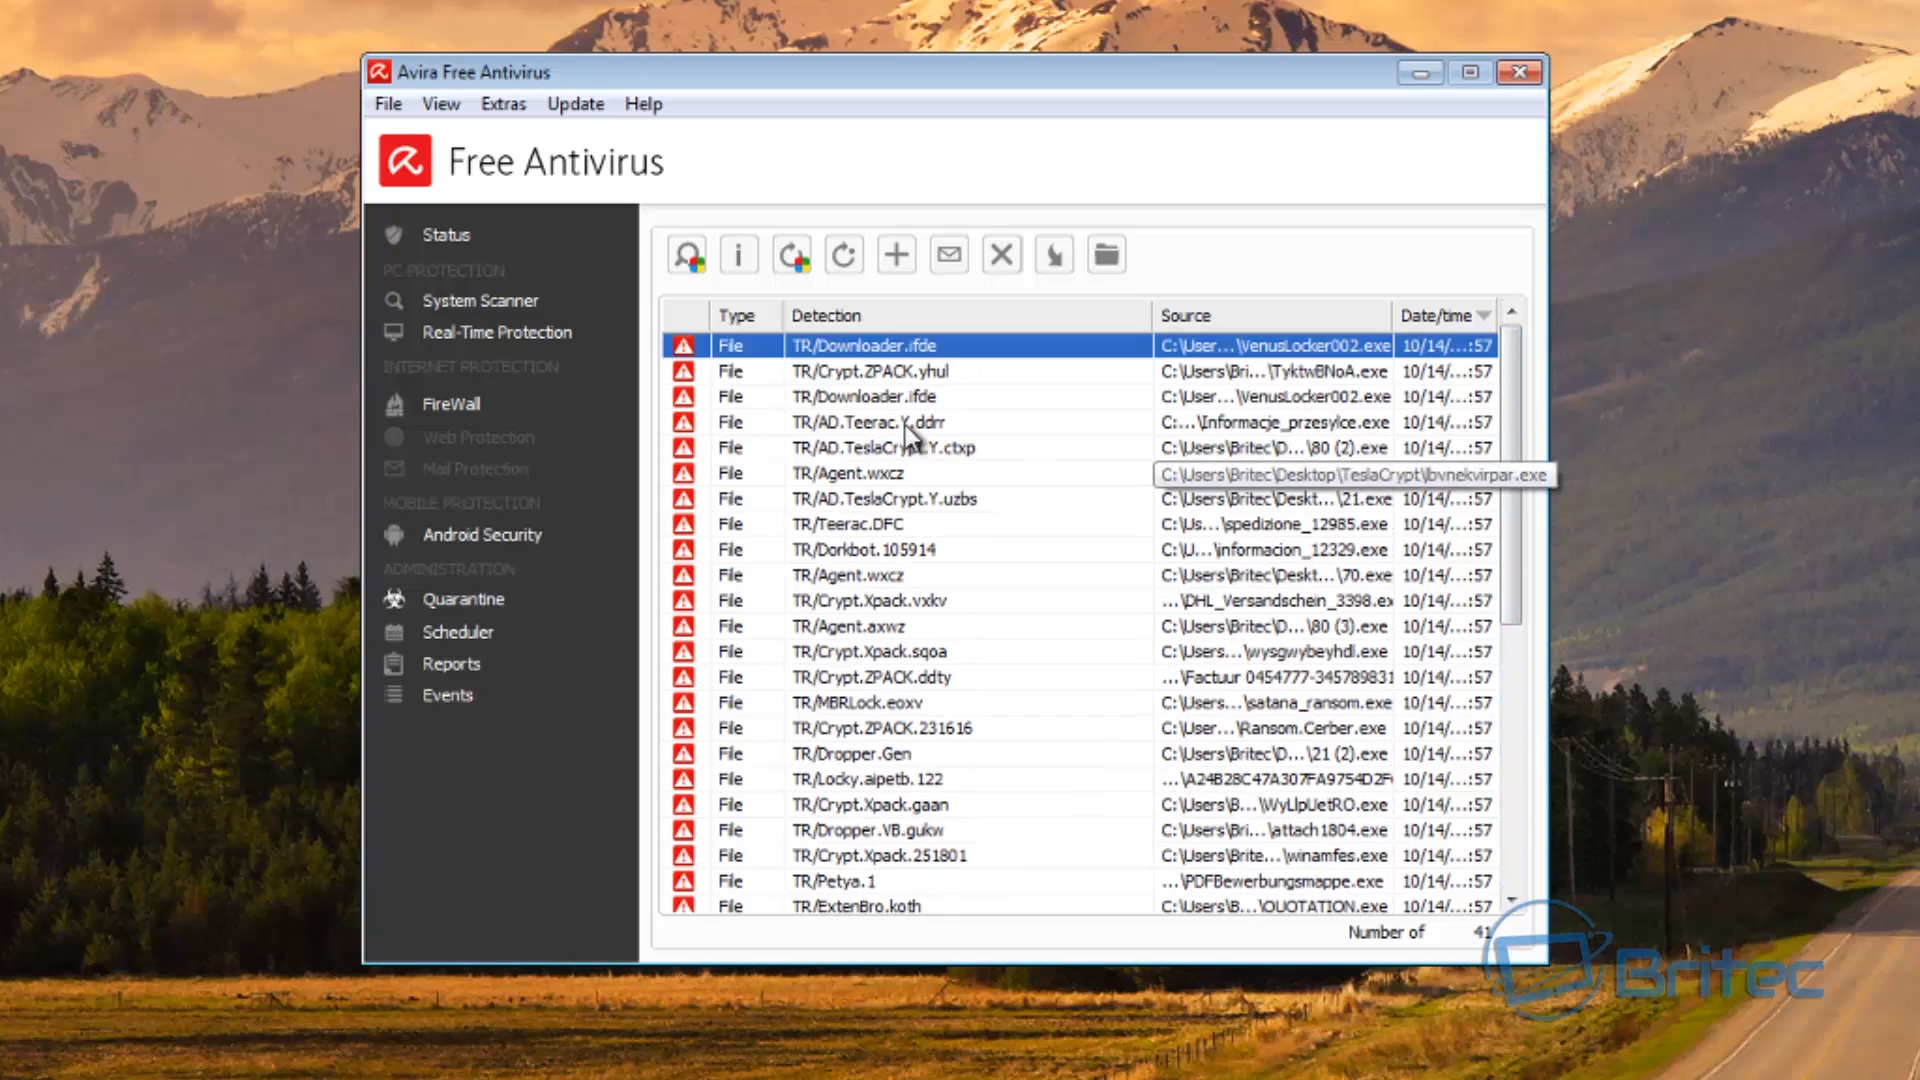 Avira Free Antivirus
File View Extras Update Help
Free Antivirus
Status
PC PROTECTION
System Scanner
Real-Time Protection
INTERNET PROTECTION
FireWall
Web Protection
Mail Protection
MOBILE PROTECTION
Android Security
ADMINISTRATION
Quarantine
Scheduler
Reports
Events
Type Detection Source Date/time
File TR/Downloader.ifde C:\User...\VenusLocker002.exe 10/14/...:57
File TR/Crypt.ZPACK.yhul C:\Users\Bri...\TyktwBNoA.exe 10/14/...:57
File TR/Downloader.ifde C:\User...\VenusLocker002.exe 10/14/...:57
File TR/AD.Teerac.Y.ddrr C:...\Informacje_przesylce.exe 10/14/...:57
File TR/AD.TeslaCrypt.Y.ctxp C:\Users\Britec\D...\80 (2).exe 10/14/...:57
File TR/Agent.wxcz C:\Users\Britec\Desktop\TeslaCrypt\lbvnekvirpar.exe
File TR/AD.TeslaCrypt.Y.uzbs C:\Users\Britec\Deskt...\21.exe 10/14/...:57
File TR/Teerac.DFC C:\Us...\spedizione_12985.exe 10/14/...:57
File TR/Dorkbot.105914 C:\U...\informacion_12329.exe 10/14/...:57
File TR/Agent.wxcz C:\Users\Britec\Deskt...\70.exe 10/14/...:57
File TR/Crypt.Xpack.vxkv ...\DHL_Versandschein_3398.ex 10/14/...:57
File TR/Agent.axwz C:\Users\Britec\D...\80 (3).exe 10/14/...:57
File TR/Crypt.Xpack.sqoa C:\Users...\wysgwybeyhdl.exe 10/14/...:57
File TR/Crypt.ZPACK.ddty ...\Factuur 0454777-345789831 10/14/...:57
File TR/MBRLock.eoxv C:\Users...\satana_ransom.exe 10/14/...:57
File TR/Crypt.ZPACK.231616 C:\User...\Ransom.Cerber.exe 10/14/...:57
File TR/Dropper.Gen C:\Users\Britec\D...\21 (2).exe 10/14/...:57
File TR/Locky.aipetb.122 ...\A24B28C47A307FA9754D2F 10/14/...:57
File TR/Crypt.Xpack.gaan C:\Users\B...\WyLlpUetRO.exe 10/14/...:57
File TR/Dropper.VB.gukw C:\Users\Bri...\attach1804.exe 10/14/...:57
File TR/Crypt.Xpack.251801 C:\Users\Brite...\winamfes.exe 10/14/...:57
File TR/Petya.1 ...\PDFBewerbungsmappe.exe 10/14/...:57
File TR/ExtenBro.koth C:\Users\B...\QUOTATION.exe 10/14/...:57
Number of 41
Britec